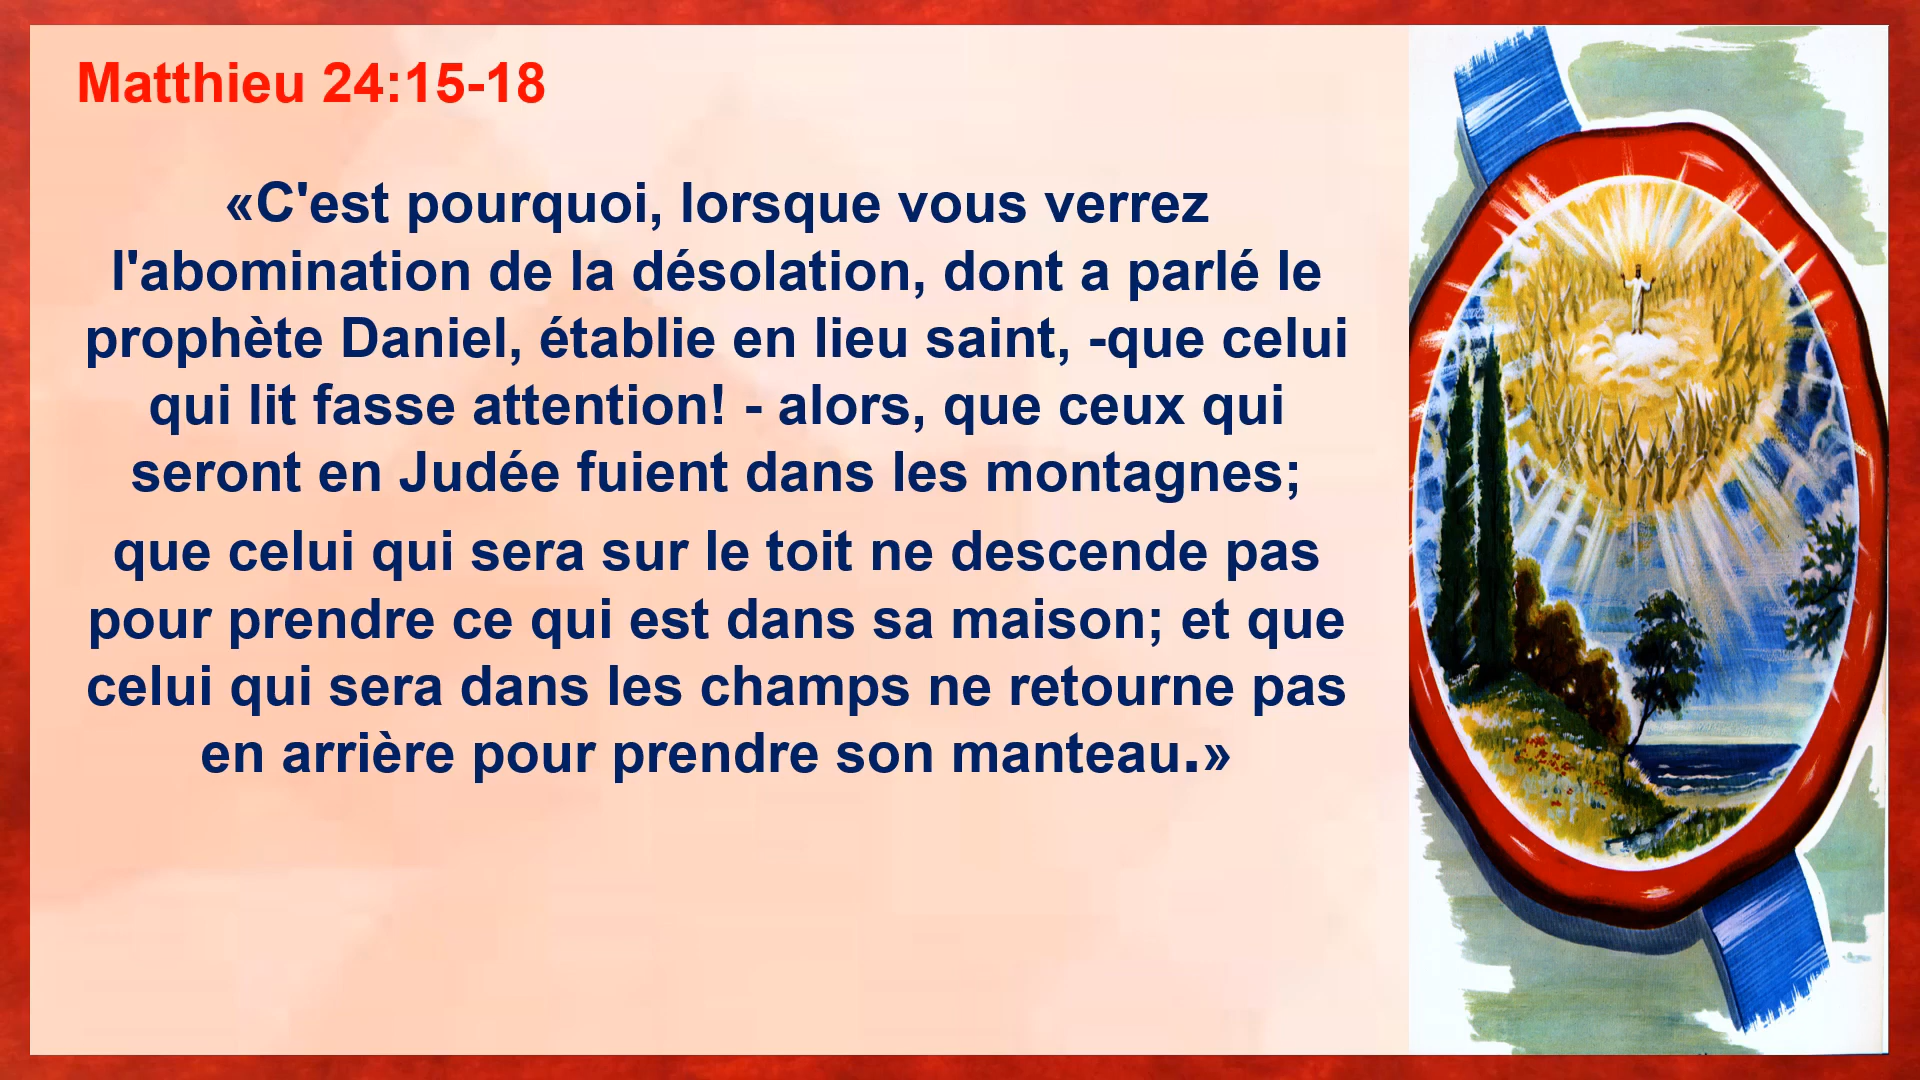 Matthieu 24:15-18
«C'est pourquoi, lorsque vous verrez
l'abomination de la désolation, dont a parlé le
prophète Daniel, établie en lieu saint, -que celui
qui lit fasse attention! - alors, que ceux qui
seront en Judée fuient dans les montagnes;
que celui qui sera sur le toit ne descende pas
pour prendre ce qui est dans sa maison; et que
celui qui sera dans les champs ne retourne pas
en arrière pour prendre son manteau.»